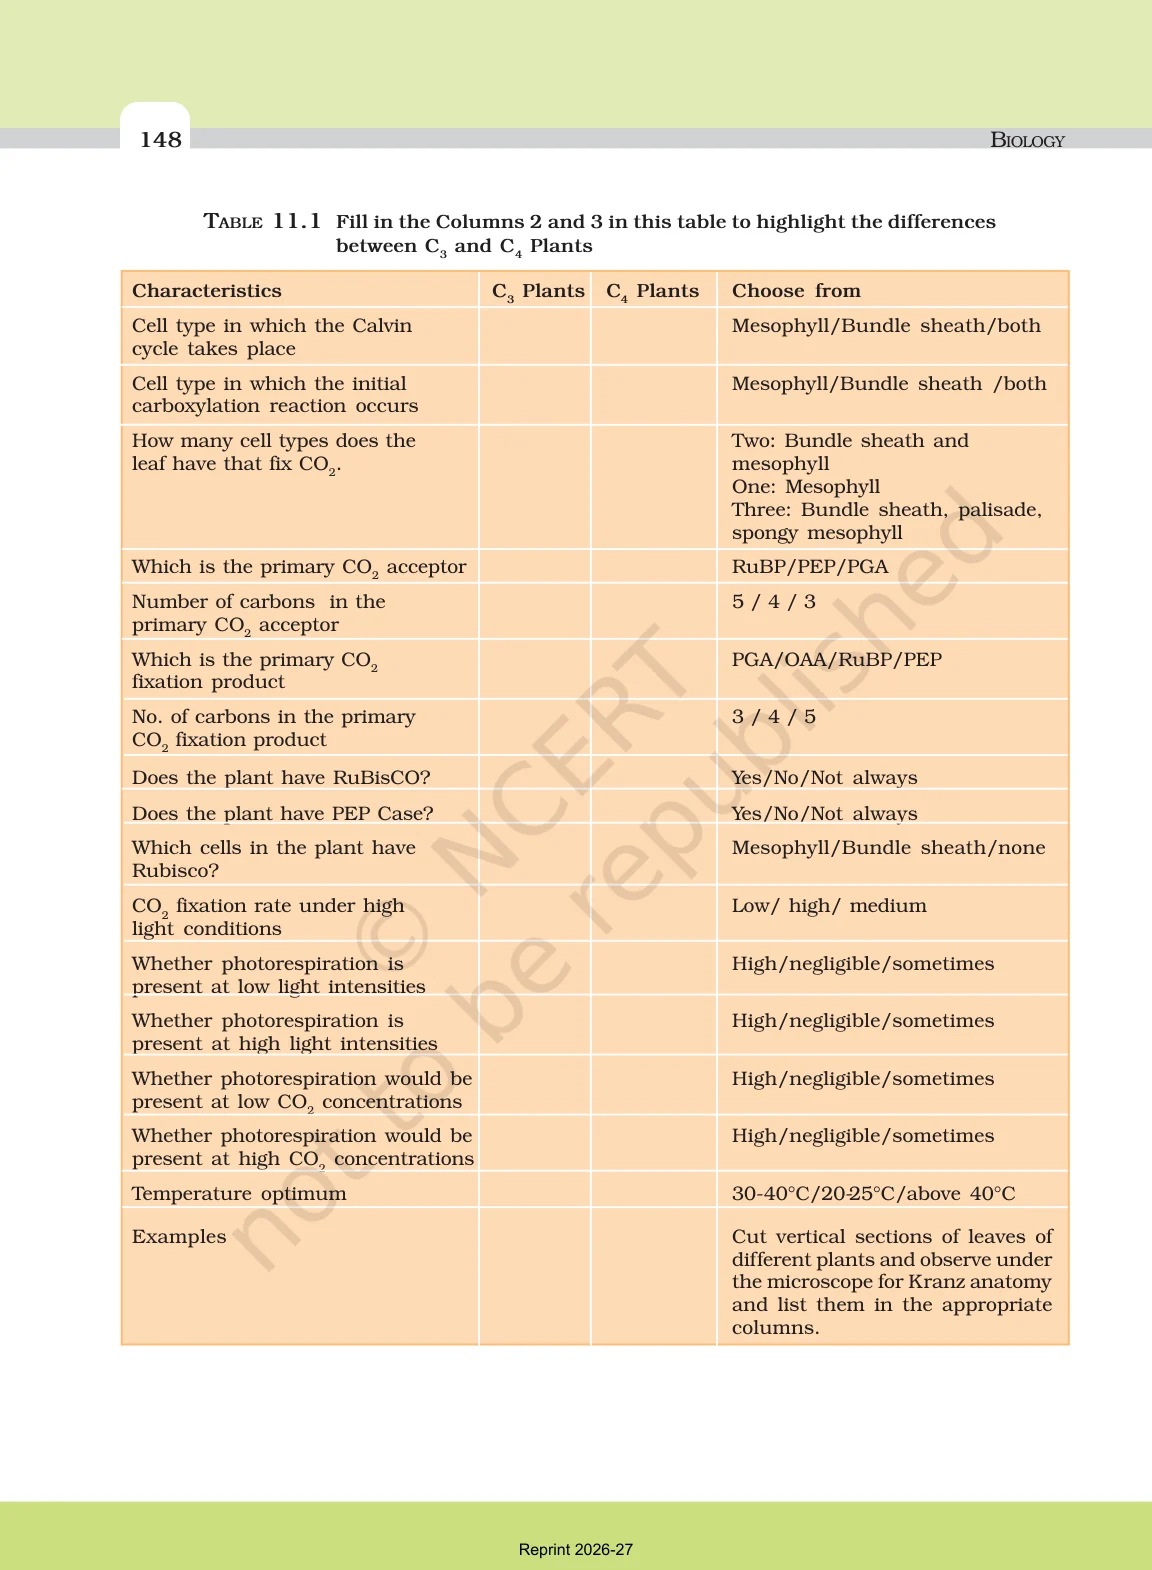 148
BIOLOGY
TABLE 11.1 Fill in the Columns 2 and 3 in this table to highlight the differences
between C3 and C4 Plants
Characteristics C3 Plants C4 Plants Choose from
Cell type in which the Calvin Mesophyll/Bundle sheath/both
cycle takes place
Cell type in which the initial Mesophyll/Bundle sheath /both
carboxylation reaction occurs
How many cell types does the Two: Bundle sheath and
leaf have that fix CO2. mesophyll
One: Mesophyll
Three: Bundle sheath, palisade,
spongy mesophyll
Which is the primary CO2 acceptor RuBP/PEP/PGA
Number of carbons in the 5 / 4 / 3
primary CO2 acceptor
Which is the primary CO2 PGA/OAA/RuBP/PEP
fixation product
No. of carbons in the primary 3 / 4 / 5
CO2 fixation product
Does the plant have RuBisCO? Yes/No/Not always
Does the plant have PEP Case? Yes/No/Not always
Which cells in the plant have Mesophyll/Bundle sheath/none
Rubisco?
CO2 fixation rate under high Low/ high/ medium
light conditions
Whether photorespiration is High/negligible/sometimes
present at low light intensities
Whether photorespiration is High/negligible/sometimes
present at high light intensities
Whether photorespiration would be High/negligible/sometimes
present at low CO2 concentrations
Whether photorespiration would be High/negligible/sometimes
present at high CO2 concentrations
Temperature optimum 30-40°C/20-25°C/above 40°C
Examples Cut vertical sections of leaves of
different plants and observe under
the microscope for Kranz anatomy
and list them in the appropriate
columns.
© NCERT
not to be republished
Reprint 2026-27